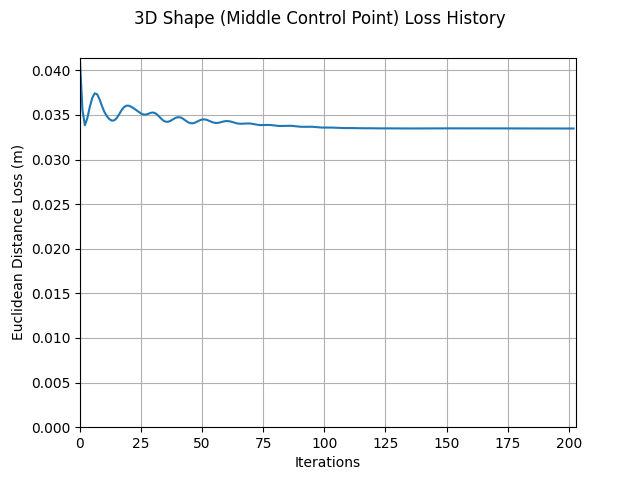 3D Shape (Middle Control Point) Loss History
0.040
0.035
0.030
0.025
0.020
0.015
0.010
0.005
0.000
Euclidean Distance Loss (m)
0 25 50 75 100 125 150 175 200
Iterations